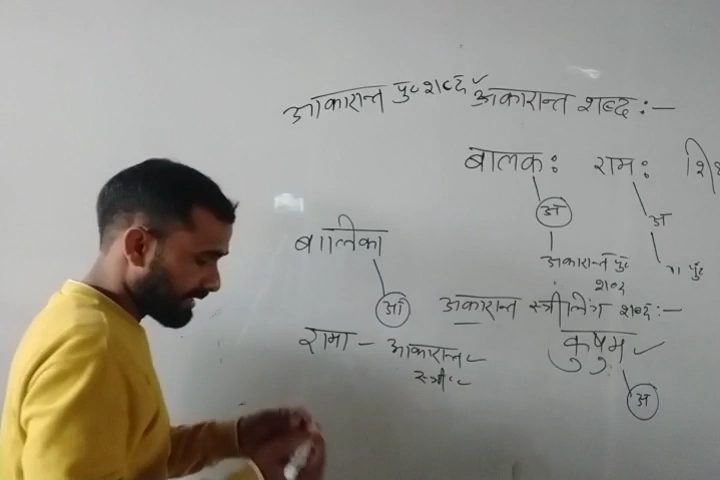 आकारान्त पुं० शब्द ✓ अकारान्त शब्द :-
बालकः रामः
अ अ
बालिका अकारान्त पुं०
शब्द
आ अकारान्त स्त्रीलिंग शब्द :-
रामा - आकारान्त कुषुम ✓
स्त्री०
अ